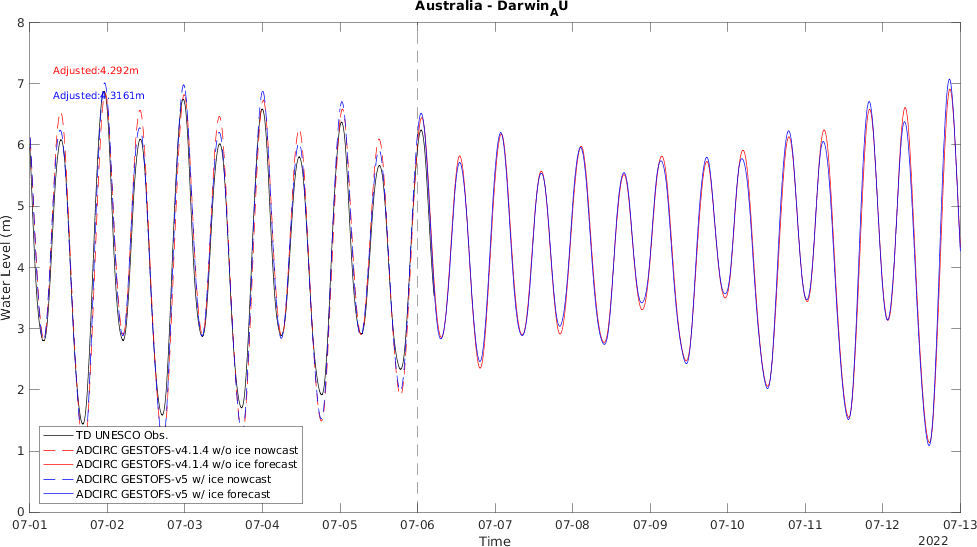 Australia - DarwinAU
8
7
6
5
4
3
2
1
0
Water Level (m)
Adjusted:4.292m
Adjusted:4.3161m
TD UNESCO Obs.
ADCIRC GESTOFS-v4.1.4 w/o ice nowcast
ADCIRC GESTOFS-v4.1.4 w/o ice forecast
ADCIRC GESTOFS-v5 w/ ice nowcast
ADCIRC GESTOFS-v5 w/ ice forecast
07-01 07-02 07-03 07-04 07-05 07-06 07-07 07-08 07-09 07-10 07-11 07-12 07-13
Time
2022